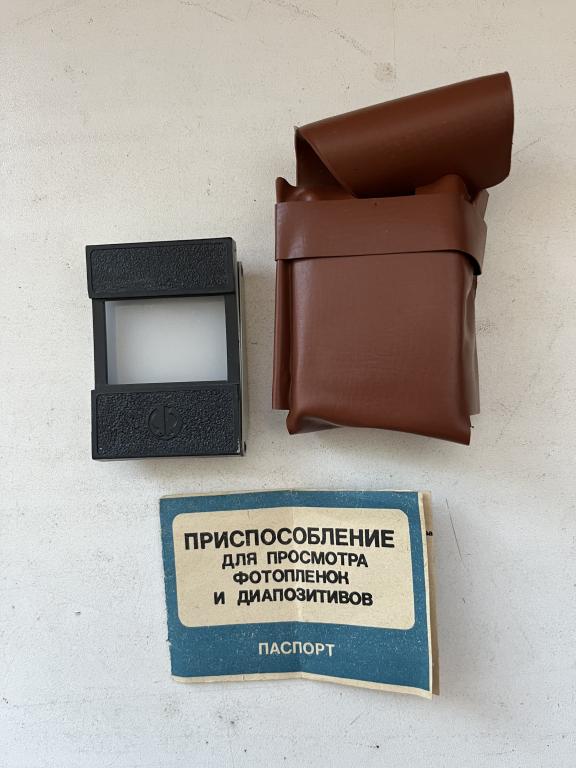 ПРИСПОСОБЛЕНИЕ
ДЛЯ ПРОСМОТРА
ФОТОПЛЕНОК
И ДИАПОЗИТИВОВ
ПАСПОРТ